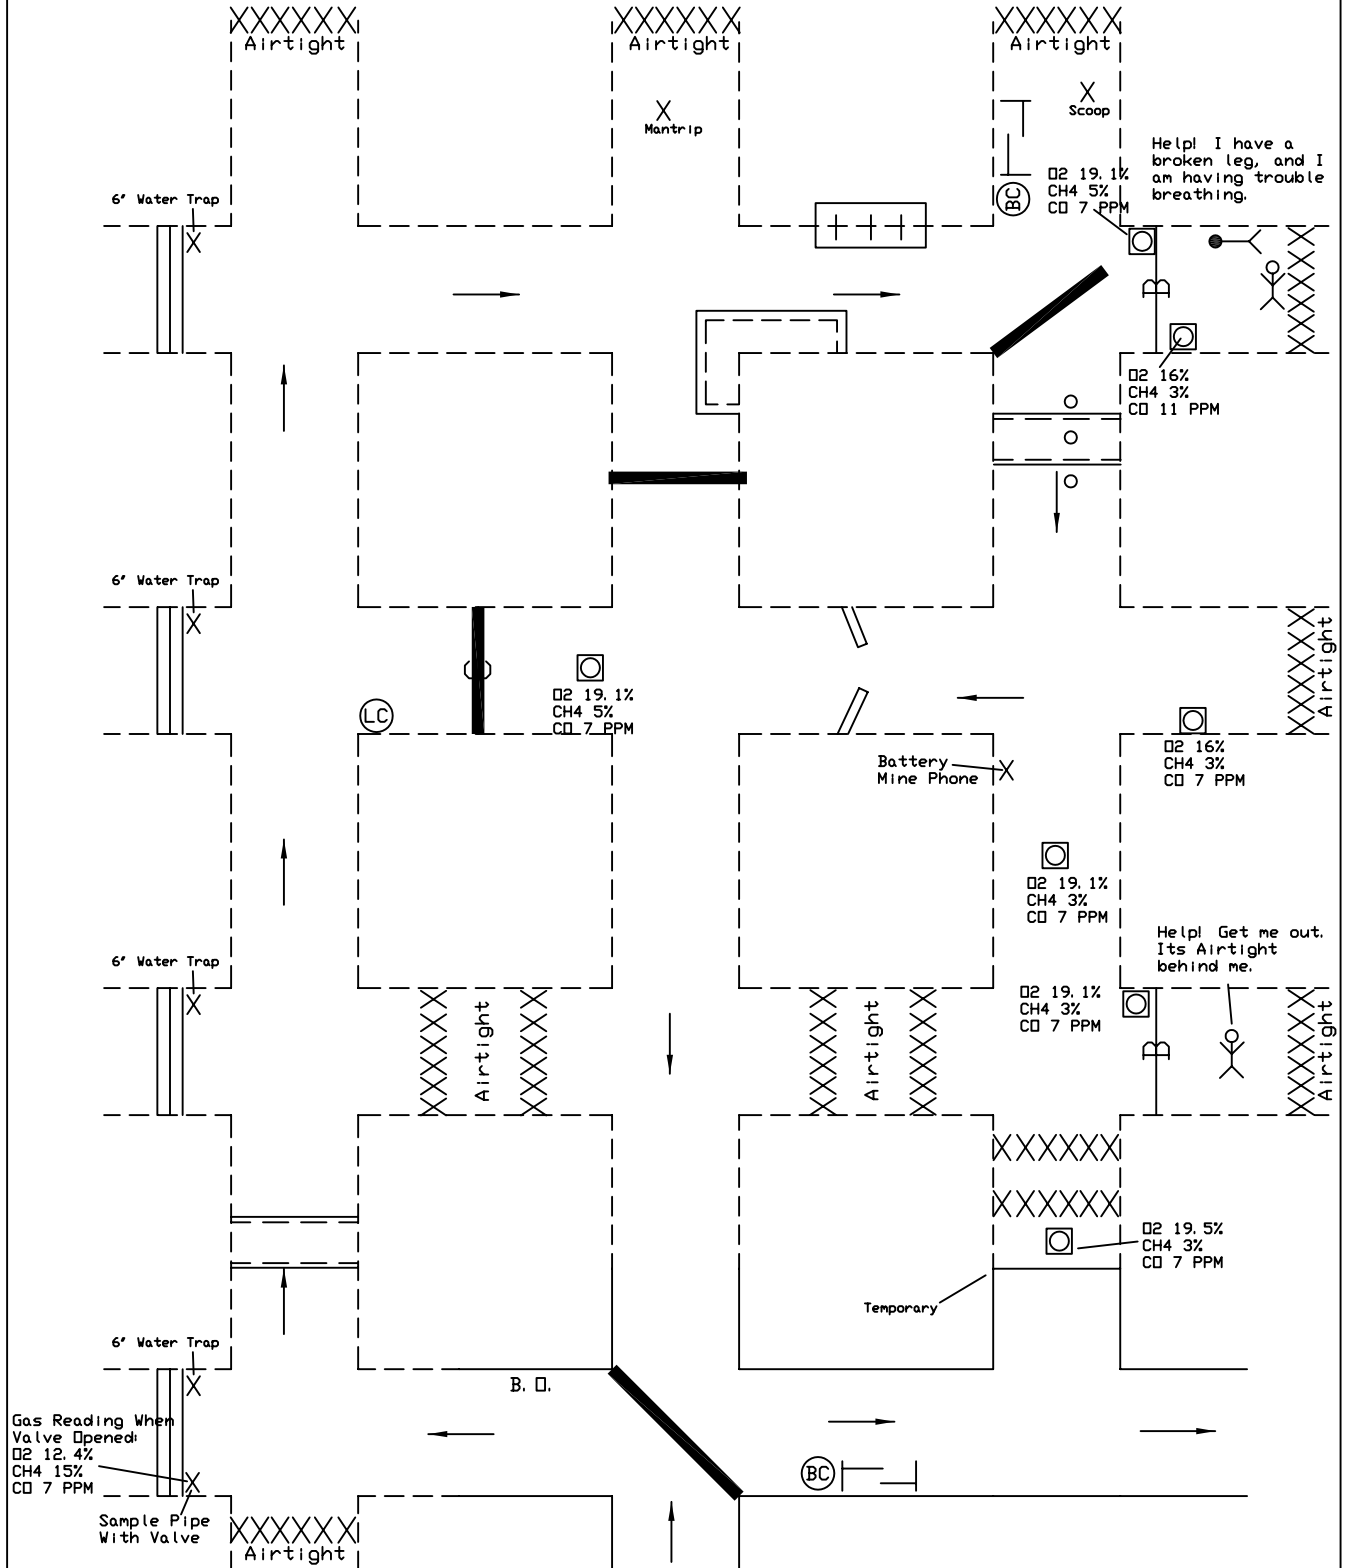 Airtight
Airtight
Airtight
Mantrip
Scoop
Help! I have a
broken leg, and I
am having trouble
breathing.
O2 19.1%
CH4 5%
CO 7 PPM
BC
6" Water Trap
B
O2 16%
CH4 3%
CO 11 PPM
6" Water Trap
Airtight
LC
O2 19.1%
CH4 5%
CO 7 PPM
O2 16%
CH4 3%
CO 7 PPM
Battery
Mine Phone
O2 19.1%
CH4 3%
CO 7 PPM
Help! Get me out.
Its Airtight
behind me.
6" Water Trap
O2 19.1%
CH4 3%
CO 7 PPM
Airtight
Airtight
B
Airtight
O2 19.5%
CH4 3%
CO 7 PPM
Temporary
6" Water Trap
B. O.
Gas Reading When
Valve Opened:
O2 12.4%
CH4 15%
CO 7 PPM
BC
Sample Pipe
With Valve
Airtight